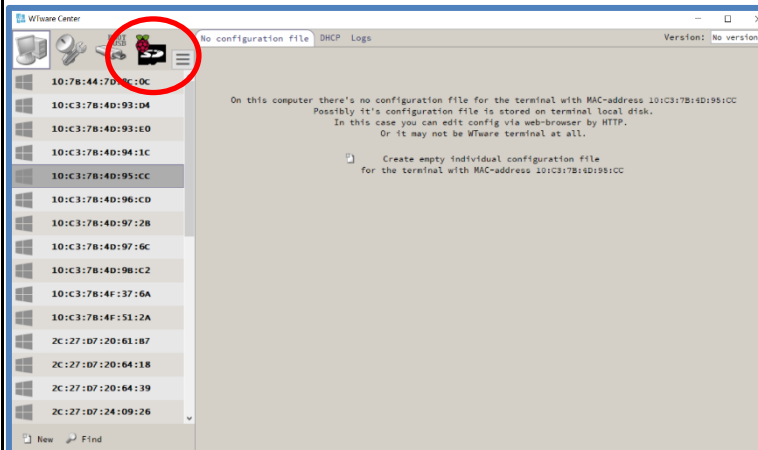 WTware Center
BOOT
USB
No configuration file DHCP Logs
Version: No version
10:7B:44:7D:8C:0C
10:C3:7B:4D:93:D4
10:C3:7B:4D:93:E0
10:C3:7B:4D:94:1C
10:C3:7B:4D:95:CC
10:C3:7B:4D:96:CD
10:C3:7B:4D:97:2B
10:C3:7B:4D:97:6C
10:C3:7B:4D:9B:C2
10:C3:7B:4F:37:6A
10:C3:7B:4F:51:2A
2C:27:D7:20:61:B7
2C:27:D7:20:64:18
2C:27:D7:20:64:39
2C:27:D7:24:09:26
New Find
On this computer there's no configuration file for the terminal with MAC-address 10:C3:7B:4D:95:CC
Possibly it's configuration file is stored on terminal local disk.
In this case you can edit config via web-browser by HTTP.
Or it may not be WTware terminal at all.
Create empty individual configuration file
for the terminal with MAC-address 10:C3:7B:4D:95:CC